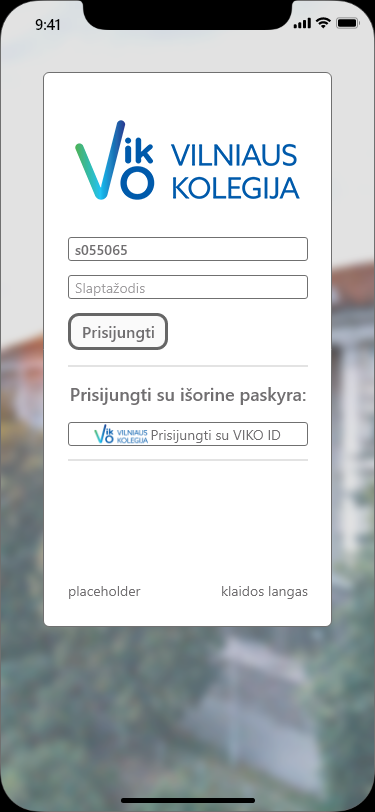 9:41
Vik
O
VILNIAUS
KOLEGIJA
s055065
Slaptažodis
Prisijungti
Prisijungti su išorine paskyra:
Viko VILNIAUS KOLEGIJA Prisijungti su VIKO ID
placeholder klaidos langas